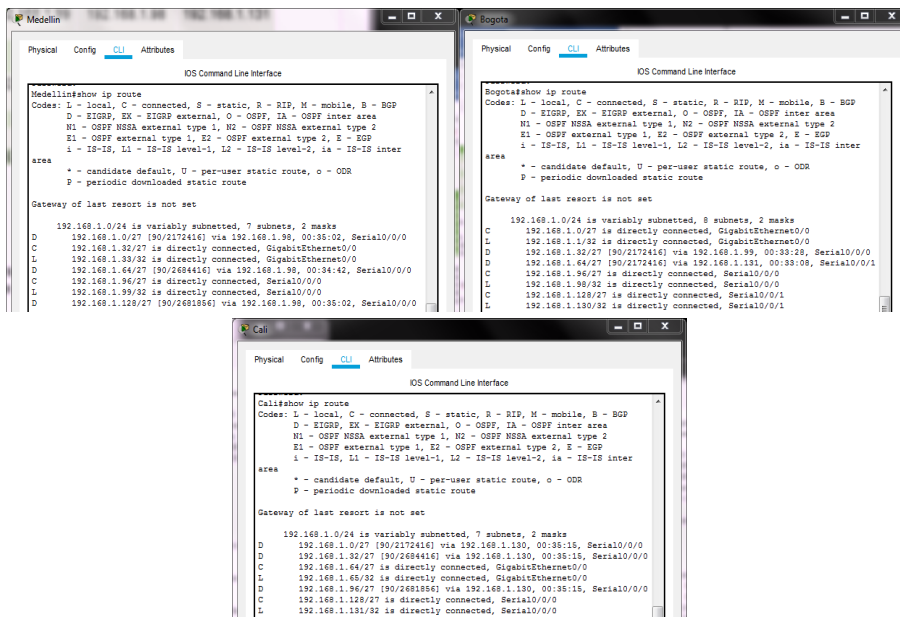 192.168.1.98 192.168.1.131
Medellin
Physical Config CLI Attributes
IOS Command Line Interface
Medellin#show ip route
Codes: L - local, C - connected, S - static, R - RIP, M - mobile, B - BGP
D - EIGRP, EX - EIGRP external, O - OSPF, IA - OSPF inter area
N1 - OSPF NSSA external type 1, N2 - OSPF NSSA external type 2
E1 - OSPF external type 1, E2 - OSPF external type 2, E - EGP
i - IS-IS, L1 - IS-IS level-1, L2 - IS-IS level-2, ia - IS-IS inter
area
* - candidate default, U - per-user static route, o - ODR
P - periodic downloaded static route
Gateway of last resort is not set
192.168.1.0/24 is variably subnetted, 7 subnets, 2 masks
D 192.168.1.0/27 [90/2172416] via 192.168.1.98, 00:35:02, Serial0/0/0
C 192.168.1.32/27 is directly connected, GigabitEthernet0/0
L 192.168.1.33/32 is directly connected, GigabitEthernet0/0
D 192.168.1.64/27 [90/2684416] via 192.168.1.98, 00:34:42, Serial0/0/0
C 192.168.1.96/27 is directly connected, Serial0/0/0
L 192.168.1.99/32 is directly connected, Serial0/0/0
D 192.168.1.128/27 [90/2681856] via 192.168.1.98, 00:35:02, Serial0/0/0
Bogota
Physical Config CLI Attributes
IOS Command Line Interface
Bogota#show ip route
Codes: L - local, C - connected, S - static, R - RIP, M - mobile, B - BGP
D - EIGRP, EX - EIGRP external, O - OSPF, IA - OSPF inter area
N1 - OSPF NSSA external type 1, N2 - OSPF NSSA external type 2
E1 - OSPF external type 1, E2 - OSPF external type 2, E - EGP
i - IS-IS, L1 - IS-IS level-1, L2 - IS-IS level-2, ia - IS-IS inter
area
* - candidate default, U - per-user static route, o - ODR
P - periodic downloaded static route
Gateway of last resort is not set
192.168.1.0/24 is variably subnetted, 8 subnets, 2 masks
C 192.168.1.0/27 is directly connected, GigabitEthernet0/0
L 192.168.1.1/32 is directly connected, GigabitEthernet0/0
D 192.168.1.32/27 [90/2172416] via 192.168.1.99, 00:33:28, Serial0/0/0
D 192.168.1.64/27 [90/2172416] via 192.168.1.131, 00:33:08, Serial0/0/1
C 192.168.1.96/27 is directly connected, Serial0/0/0
L 192.168.1.98/32 is directly connected, Serial0/0/0
C 192.168.1.128/27 is directly connected, Serial0/0/1
L 192.168.1.130/32 is directly connected, Serial0/0/1
Cali
Physical Config CLI Attributes
IOS Command Line Interface
Cali#show ip route
Codes: L - local, C - connected, S - static, R - RIP, M - mobile, B - BGP
D - EIGRP, EX - EIGRP external, O - OSPF, IA - OSPF inter area
N1 - OSPF NSSA external type 1, N2 - OSPF NSSA external type 2
E1 - OSPF external type 1, E2 - OSPF external type 2, E - EGP
i - IS-IS, L1 - IS-IS level-1, L2 - IS-IS level-2, ia - IS-IS inter
area
* - candidate default, U - per-user static route, o - ODR
P - periodic downloaded static route
Gateway of last resort is not set
192.168.1.0/24 is variably subnetted, 7 subnets, 2 masks
D 192.168.1.0/27 [90/2172416] via 192.168.1.130, 00:35:15, Serial0/0/0
D 192.168.1.32/27 [90/2684416] via 192.168.1.130, 00:35:15, Serial0/0/0
C 192.168.1.64/27 is directly connected, GigabitEthernet0/0
L 192.168.1.65/32 is directly connected, GigabitEthernet0/0
D 192.168.1.96/27 [90/2681856] via 192.168.1.130, 00:35:15, Serial0/0/0
C 192.168.1.128/27 is directly connected, Serial0/0/0
L 192.168.1.131/32 is directly connected, Serial0/0/0